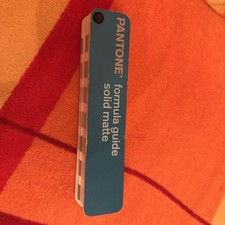 PANTONE®
formula guide
solid matte